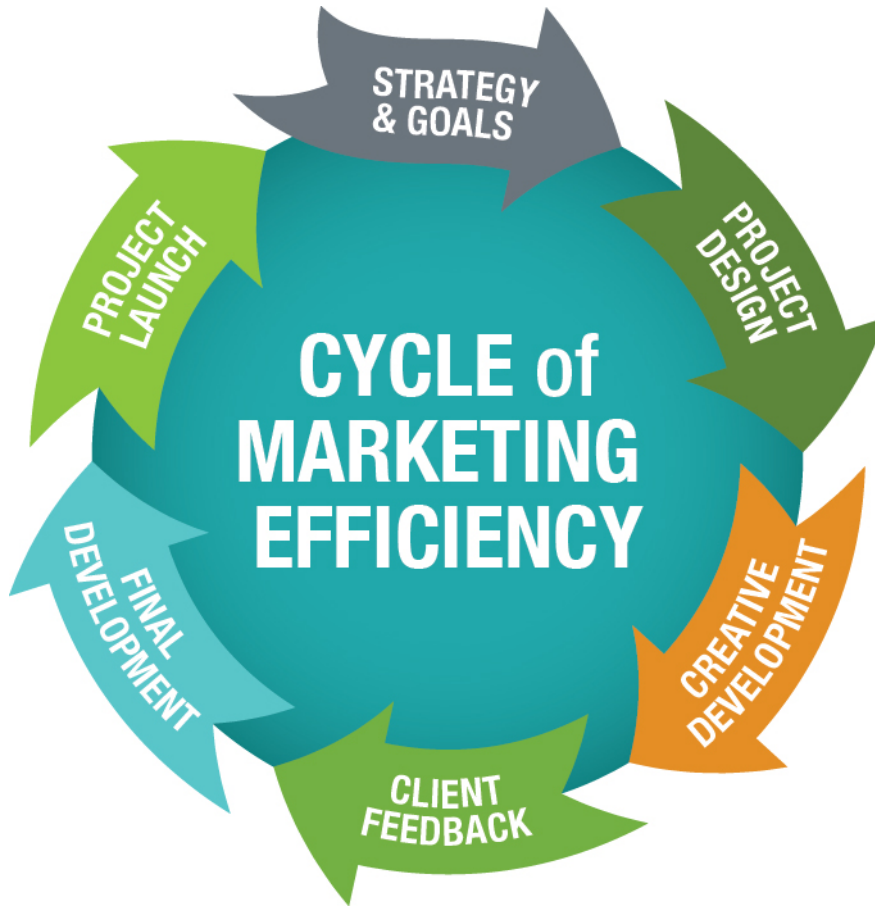 STRATEGY
& GOALS
PROJECT
DESIGN
CREATIVE
DEVELOPMENT
CLIENT
FEEDBACK
FINAL
DEVELOPMENT
PROJECT
LAUNCH
CYCLE of
MARKETING
EFFICIENCY